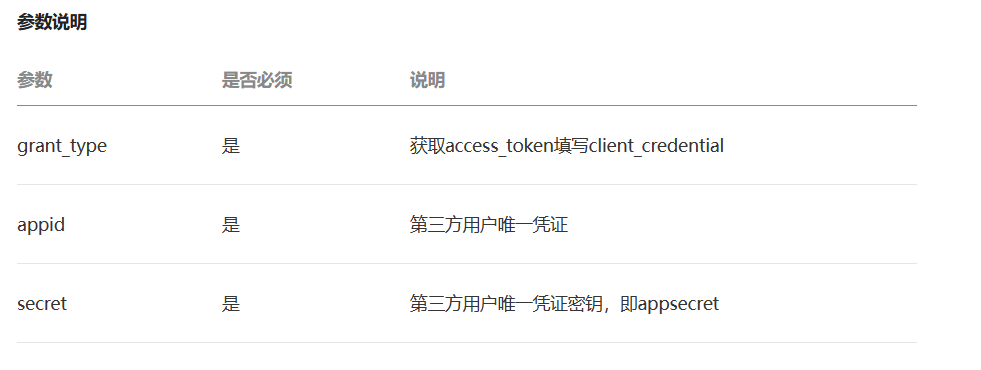 参数说明
参数 是否必须 说明
grant_type 是 获取access_token填写client_credential
appid 是 第三方用户唯一凭证
secret 是 第三方用户唯一凭证密钥，即appsecret